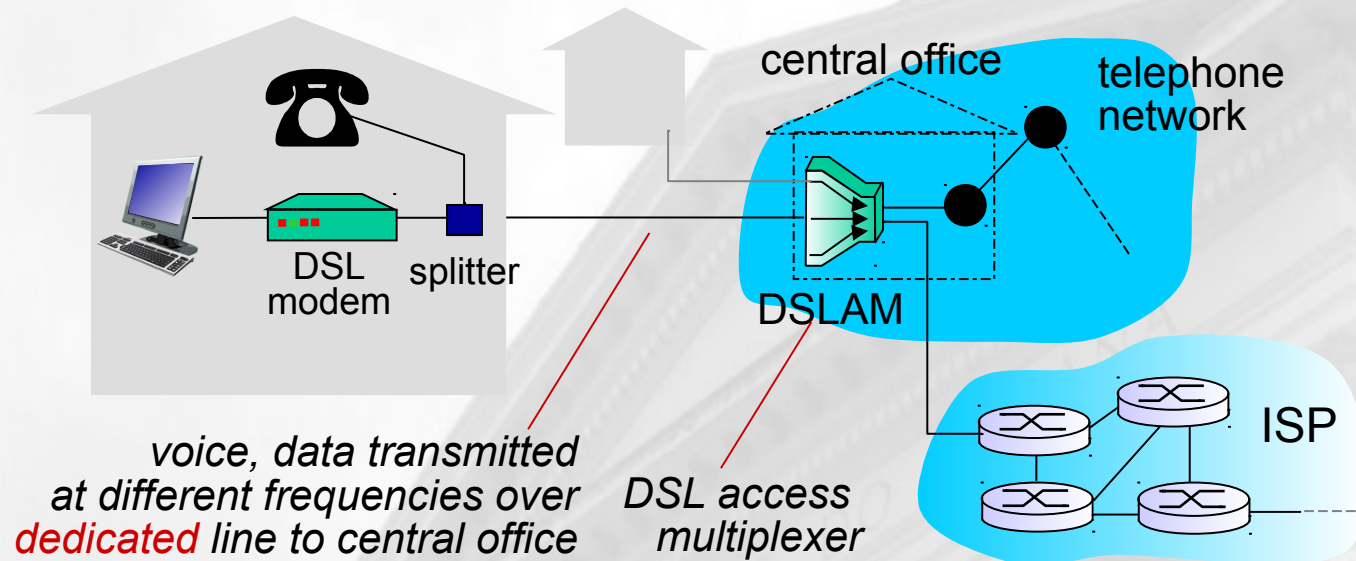 central office
telephone
network
DSL
modem
splitter
DSLAM
ISP
voice, data transmitted
at different frequencies over
dedicated line to central office
DSL access
multiplexer